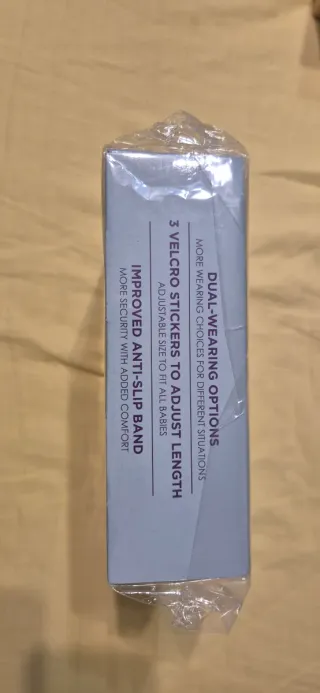 DUAL-WEARING OPTIONS
MORE WEARING CHOICES FOR DIFFERENT SITUATIONS
3 VELCRO STICKERS TO ADJUST LENGTH
ADJUSTABLE SIZE TO FIT ALL BABIES
IMPROVED ANTI-SLIP BAND
MORE SECURITY WITH ADDED COMFORT